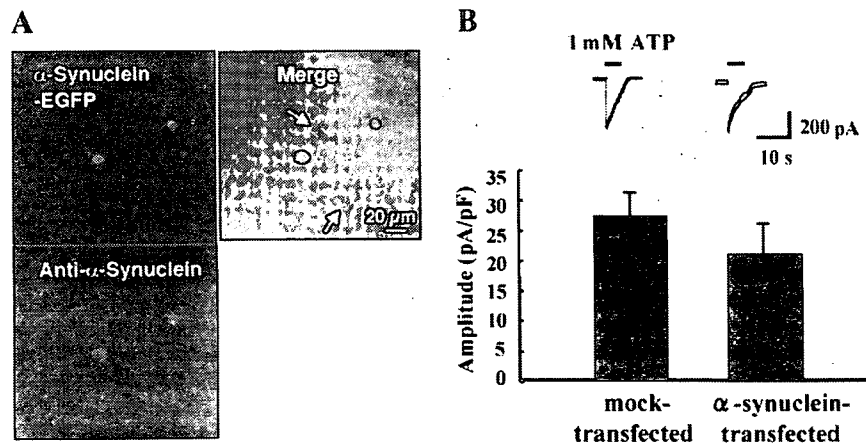 A
α-Synuclein
-EGFP
Merge
20 μm
Anti-α-Synuclein
B
1 mM ATP
200 pA
10 s
Amplitude (pA/pF)
35
30
25
20
15
10
5
0
mock-
transfected
α-synuclein-
transfected